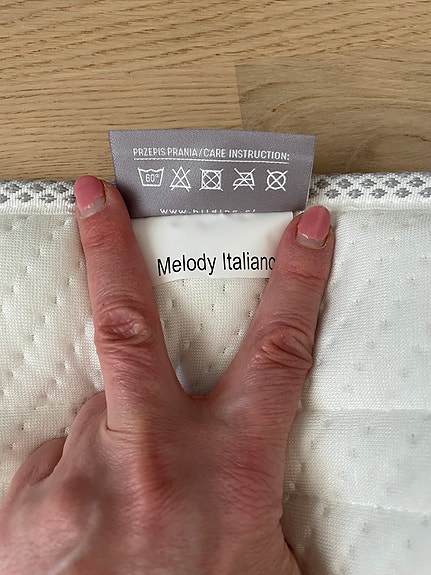 PRZEPIS PRANIA/CARE INSTRUCTION:
60°
Melody Italiano